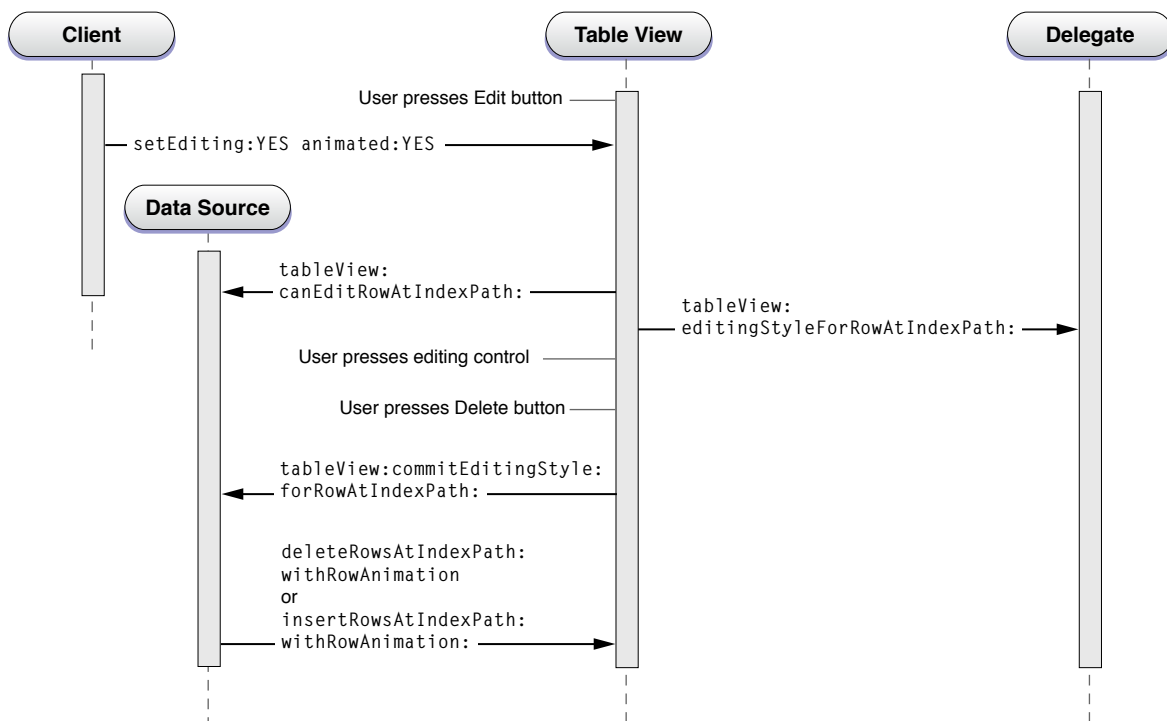 Client
Table View
Delegate
User presses Edit button
setEditing:YES animated:YES
Data Source
tableView:
canEditRowAtIndexPath:
tableView:
editingStyleForRowAtIndexPath:
User presses editing control
User presses Delete button
tableView:commitEditingStyle:
forRowAtIndexPath:
deleteRowsAtIndexPath:
withRowAnimation
or
insertRowsAtIndexPath:
withRowAnimation: